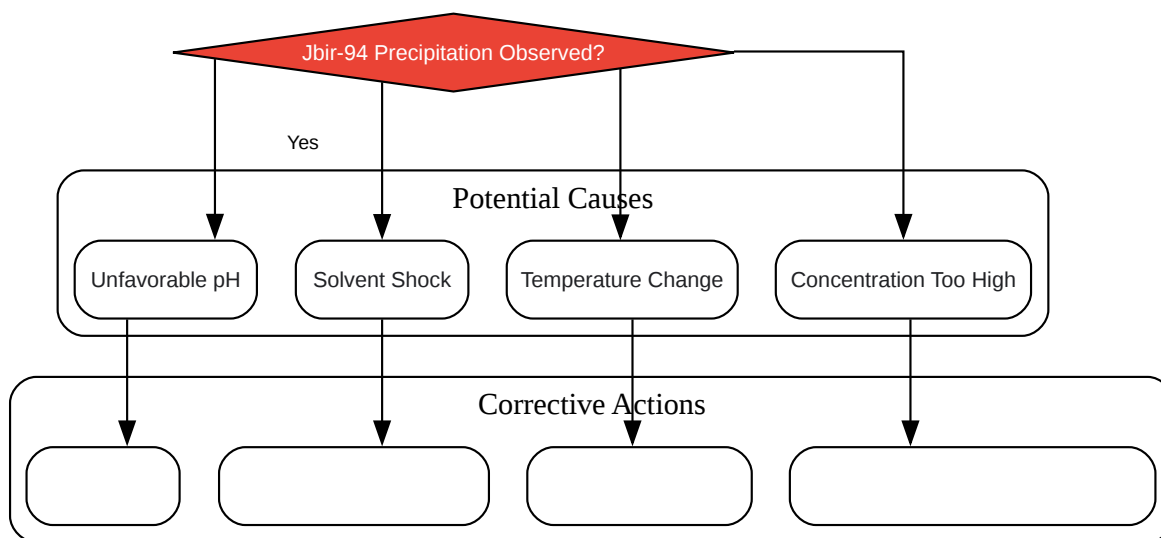 Jbir-94 Precipitation Observed?
Yes
Potential Causes
Unfavorable pH
Solvent Shock
Temperature Change
Concentration Too High
Corrective Actions